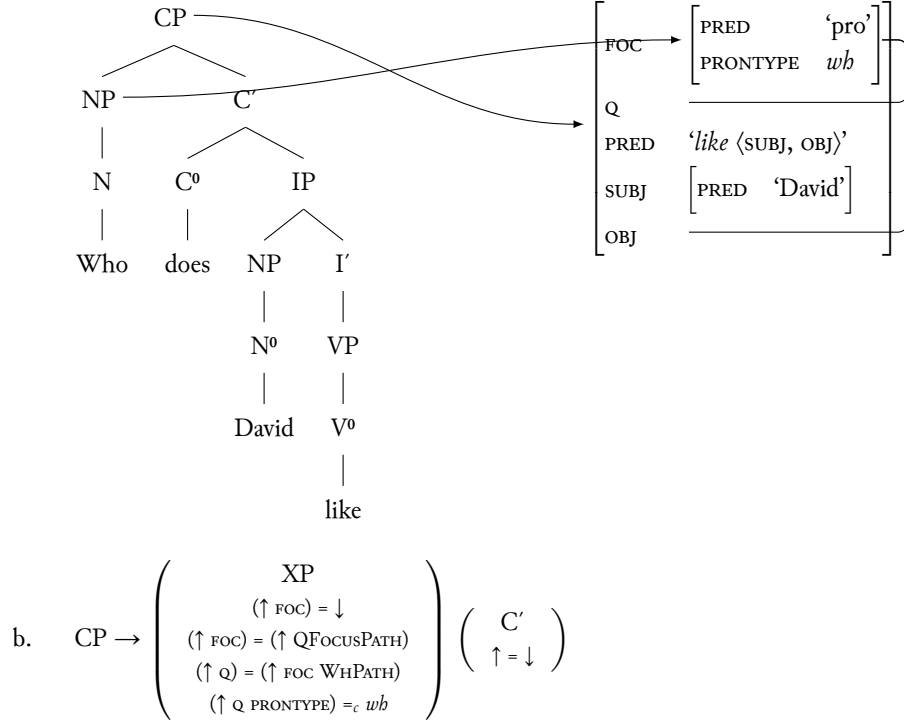 CP
FOC [PRED ‘pro’
PRONTYPE wh]
NP C′
Q
PRED ‘like ⟨SUBJ, OBJ⟩’
N C⁰ IP
SUBJ [PRED ‘David’]
OBJ
Who does NP I′
N⁰ VP
David V⁰
like
XP
(↑ FOC) = ↓
(↑ FOC) = (↑ QFOCUSPATH)
b. CP → (↑ Q) = (↑ FOC WHPATH)
(↑ Q PRONTYPE) =c wh
C′
↑ = ↓